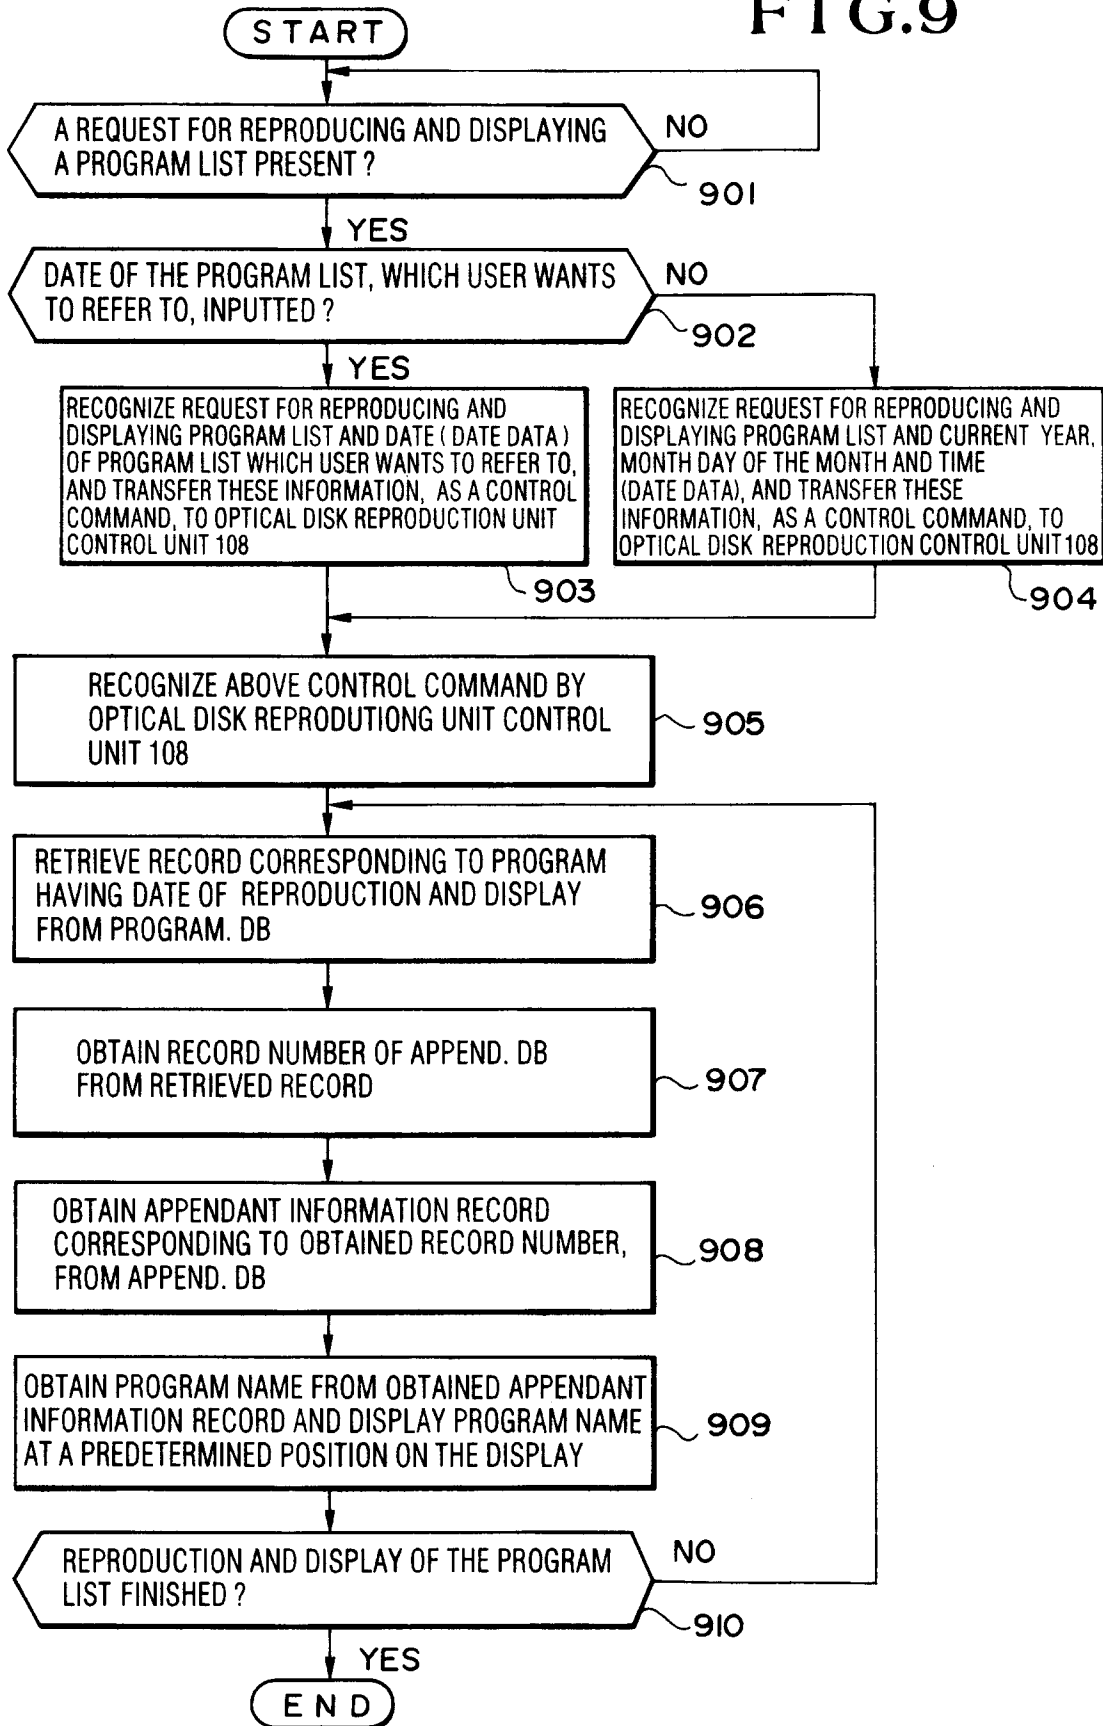 FIG.9
START
A REQUEST FOR REPRODUCING AND DISPLAYING
A PROGRAM LIST PRESENT ?
NO
901
YES
DATE OF THE PROGRAM LIST, WHICH USER WANTS
TO REFER TO, INPUTTED ?
NO
902
YES
RECOGNIZE REQUEST FOR REPRODUCING AND
DISPLAYING PROGRAM LIST AND DATE ( DATE DATA )
OF PROGRAM LIST WHICH USER WANTS TO REFER TO,
AND TRANSFER THESE INFORMATION, AS A CONTROL
COMMAND, TO OPTICAL DISK REPRODUCTION UNIT
CONTROL UNIT 108
903
RECOGNIZE REQUEST FOR REPRODUCING AND
DISPLAYING PROGRAM LIST AND CURRENT YEAR,
MONTH DAY OF THE MONTH AND TIME
(DATE DATA), AND TRANSFER THESE
INFORMATION, AS A CONTROL COMMAND, TO
OPTICAL DISK REPRODUCTION CONTROL UNIT 108
904
RECOGNIZE ABOVE CONTROL COMMAND BY
OPTICAL DISK REPRODUTIONG UNIT CONTROL
UNIT 108
905
RETRIEVE RECORD CORRESPONDING TO PROGRAM
HAVING DATE OF REPRODUCTION AND DISPLAY
FROM PROGRAM. DB
906
OBTAIN RECORD NUMBER OF APPEND. DB
FROM RETRIEVED RECORD
907
OBTAIN APPENDANT INFORMATION RECORD
CORRESPONDING TO OBTAINED RECORD NUMBER,
FROM APPEND. DB
908
OBTAIN PROGRAM NAME FROM OBTAINED APPENDANT
INFORMATION RECORD AND DISPLAY PROGRAM NAME
AT A PREDETERMINED POSITION ON THE DISPLAY
909
REPRODUCTION AND DISPLAY OF THE PROGRAM
LIST FINISHED ?
NO
910
YES
END